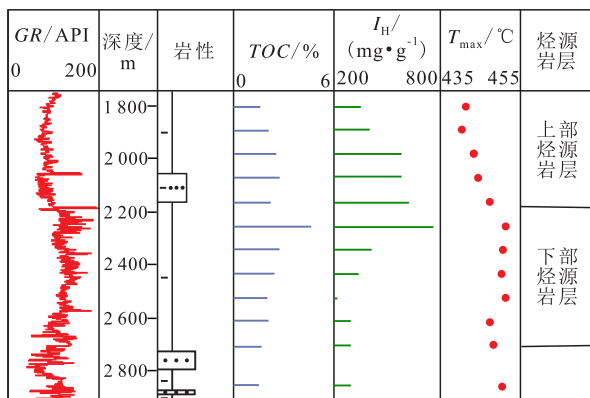 GR/API
0 200
深度/
m
岩性
TOC/%
0 6
I_H/
(mg•g⁻¹)
200 800
T_max/℃
435 455
烃源
岩层
1 800
2 000
2 200
2 400
2 600
2 800
上部
烃源
岩层
下部
烃源
岩层